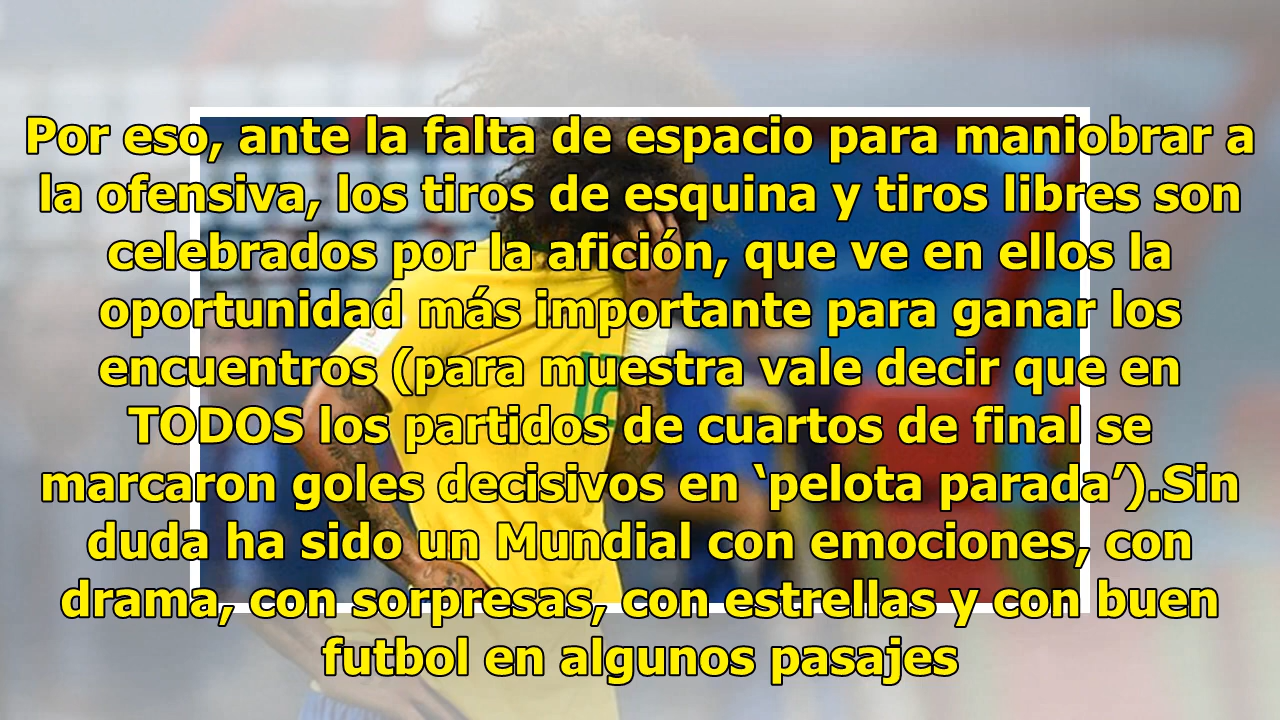 Por eso, ante la falta de espacio para maniobrar a
la ofensiva, los tiros de esquina y tiros libres son
celebrados por la afición, que ve en ellos la
oportunidad más importante para ganar los
encuentros (para muestra vale decir que en
TODOS los partidos de cuartos de final se
marcaron goles decisivos en ‘pelota parada’).Sin
duda ha sido un Mundial con emociones, con
drama, con sorpresas, con estrellas y con buen
futbol en algunos pasajes